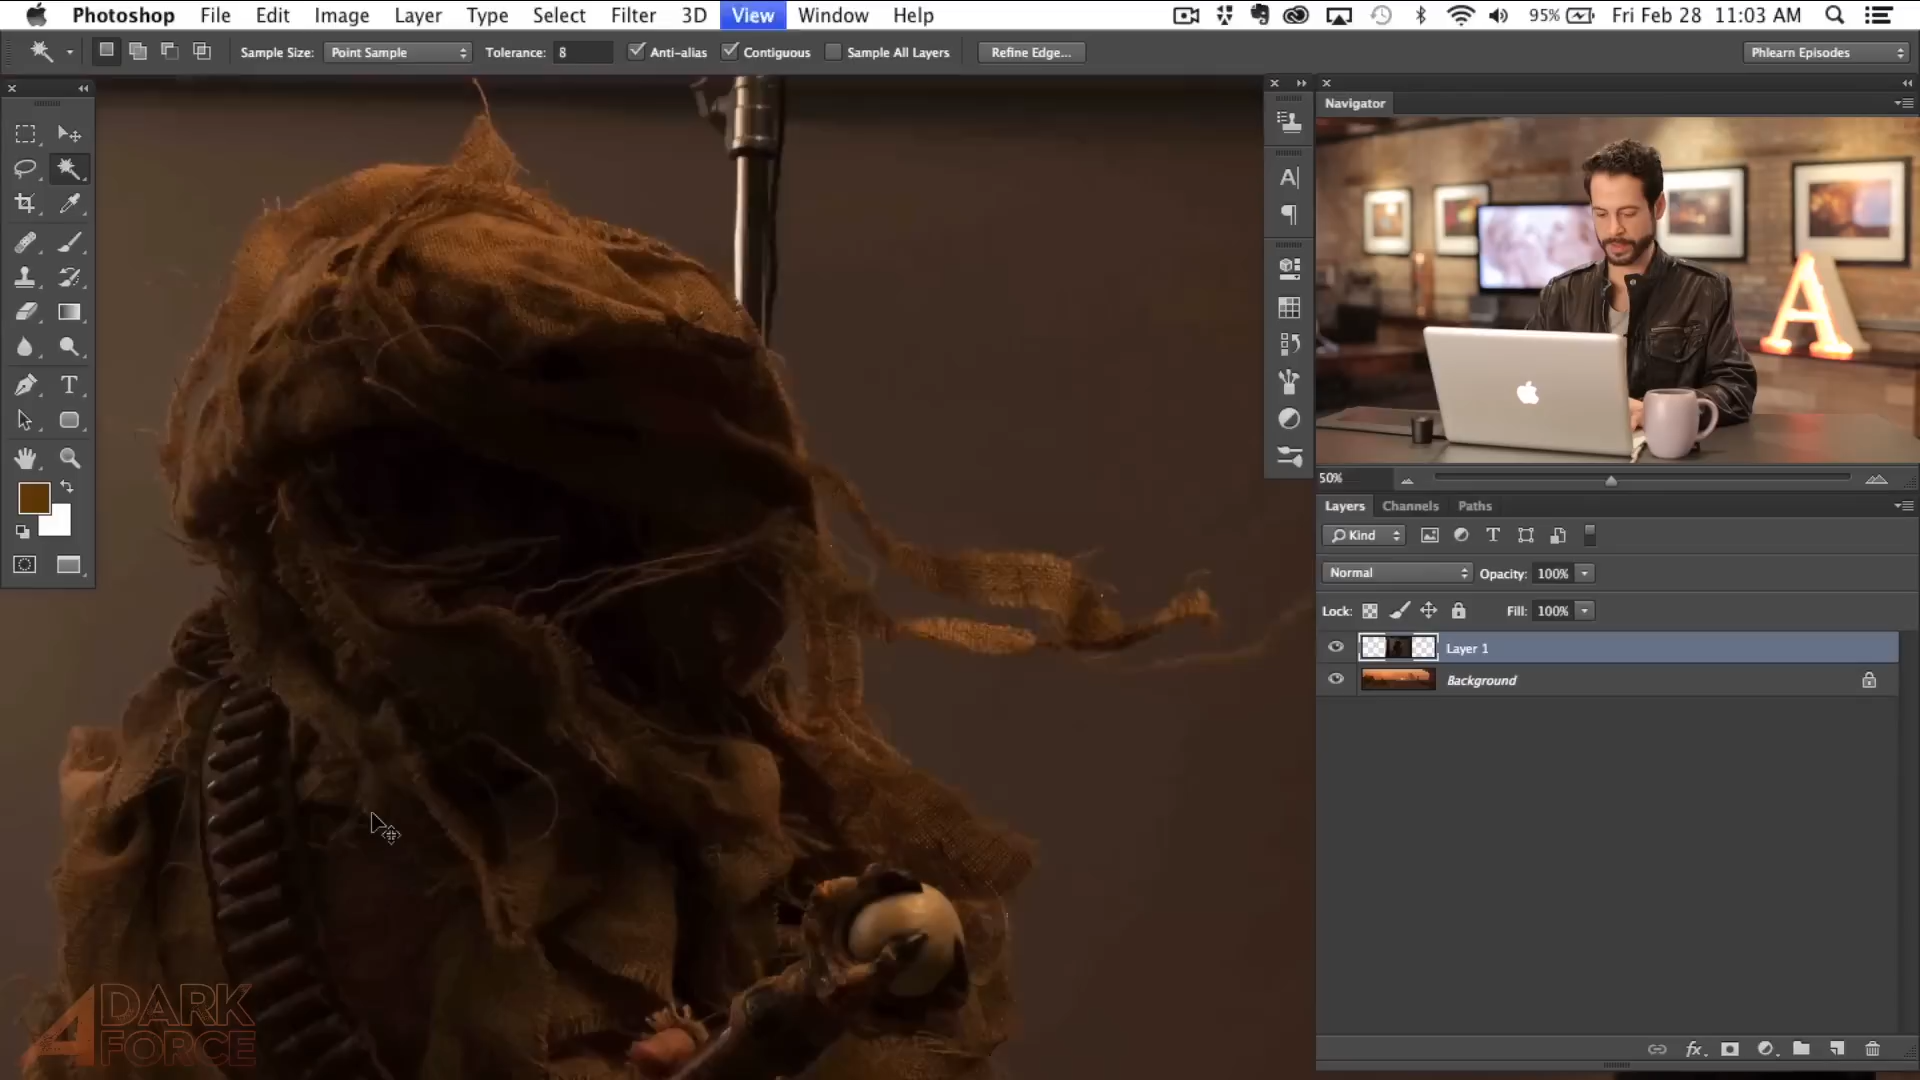 Photoshop File Edit Image Layer Type Select Filter 3D View Window Help 95% Fri Feb 28 11:03 AM
Sample Size: Point Sample Tolerance: 8 Anti-alias Contiguous Sample All Layers Refine Edge... Phlearn Episodes
Navigator
A
50%
Layers Channels Paths
Kind
Normal Opacity: 100%
Lock: Fill: 100%
Layer 1
Background
fx
4 DARK
FORCE